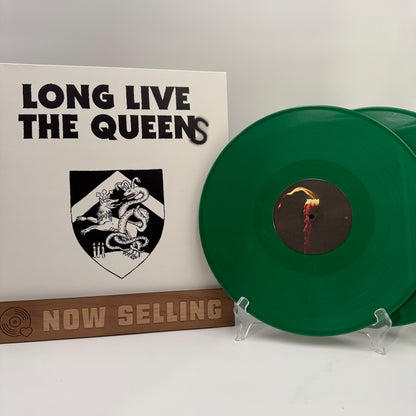 LONG LIVE
THE QUEENS
NOW SELLING